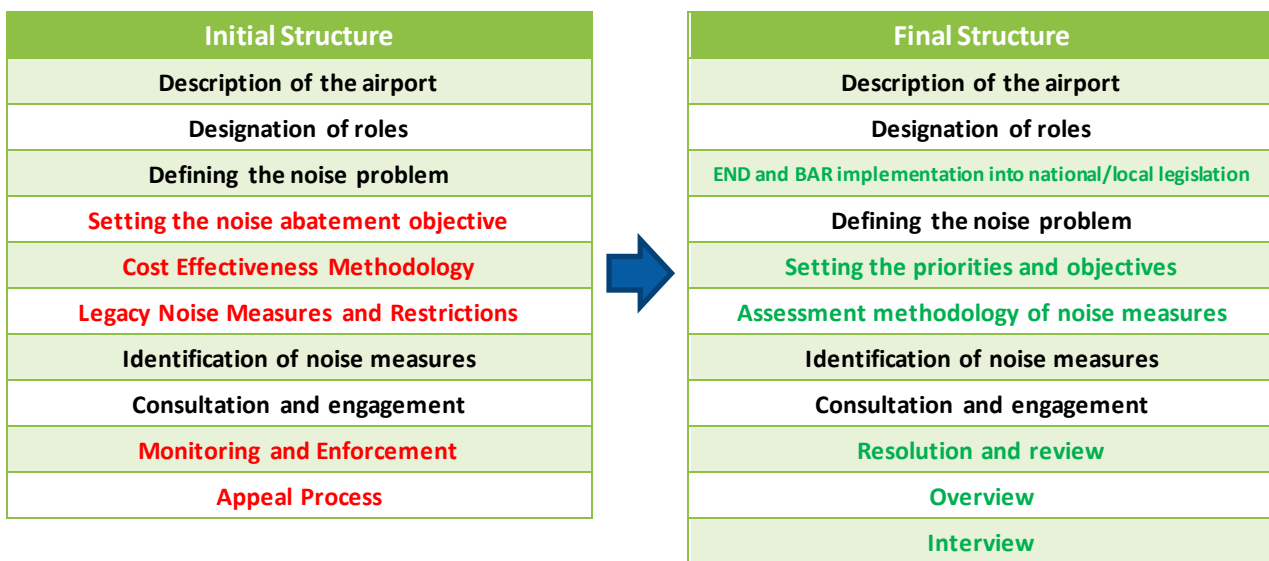 Initial Structure
Description of the airport
Designation of roles
Defining the noise problem
Setting the noise abatement objective
Cost Effectiveness Methodology
Legacy Noise Measures and Restrictions
Identification of noise measures
Consultation and engagement
Monitoring and Enforcement
Appeal Process
Final Structure
Description of the airport
Designation of roles
END and BAR implementation into national/local legislation
Defining the noise problem
Setting the priorities and objectives
Assessment methodology of noise measures
Identification of noise measures
Consultation and engagement
Resolution and review
Overview
Interview